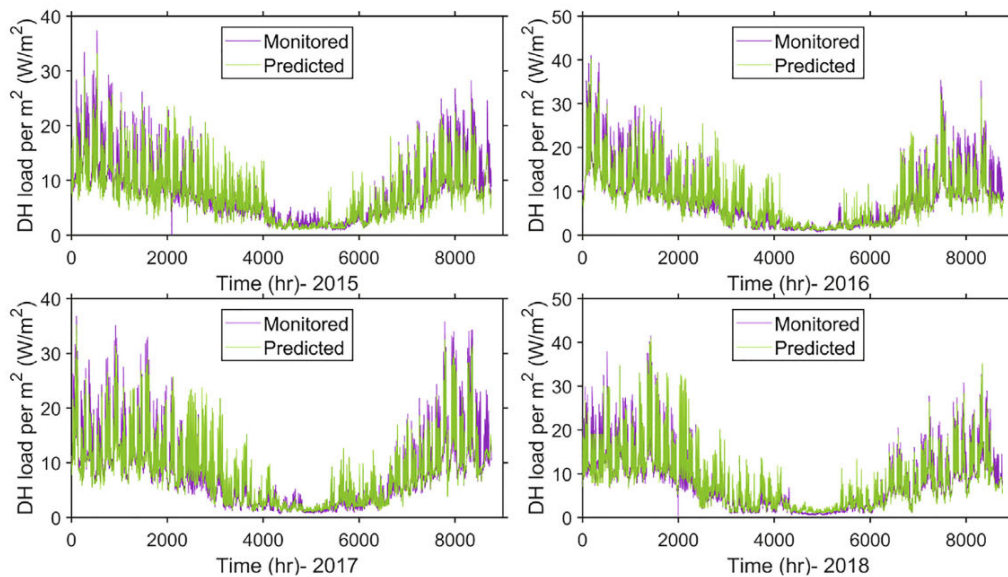 40
30
20
10
0
DH load per m² (W/m²)
Monitored
Predicted
0 2000 4000 6000 8000
Time (hr)- 2015
50
40
30
20
10
0
DH load per m² (W/m²)
Monitored
Predicted
0 2000 4000 6000 8000
Time (hr)- 2016
40
30
20
10
0
DH load per m² (W/m²)
Monitored
Predicted
0 2000 4000 6000 8000
Time (hr)- 2017
50
40
30
20
10
0
DH load per m² (W/m²)
Monitored
Predicted
0 2000 4000 6000 8000
Time (hr)- 2018